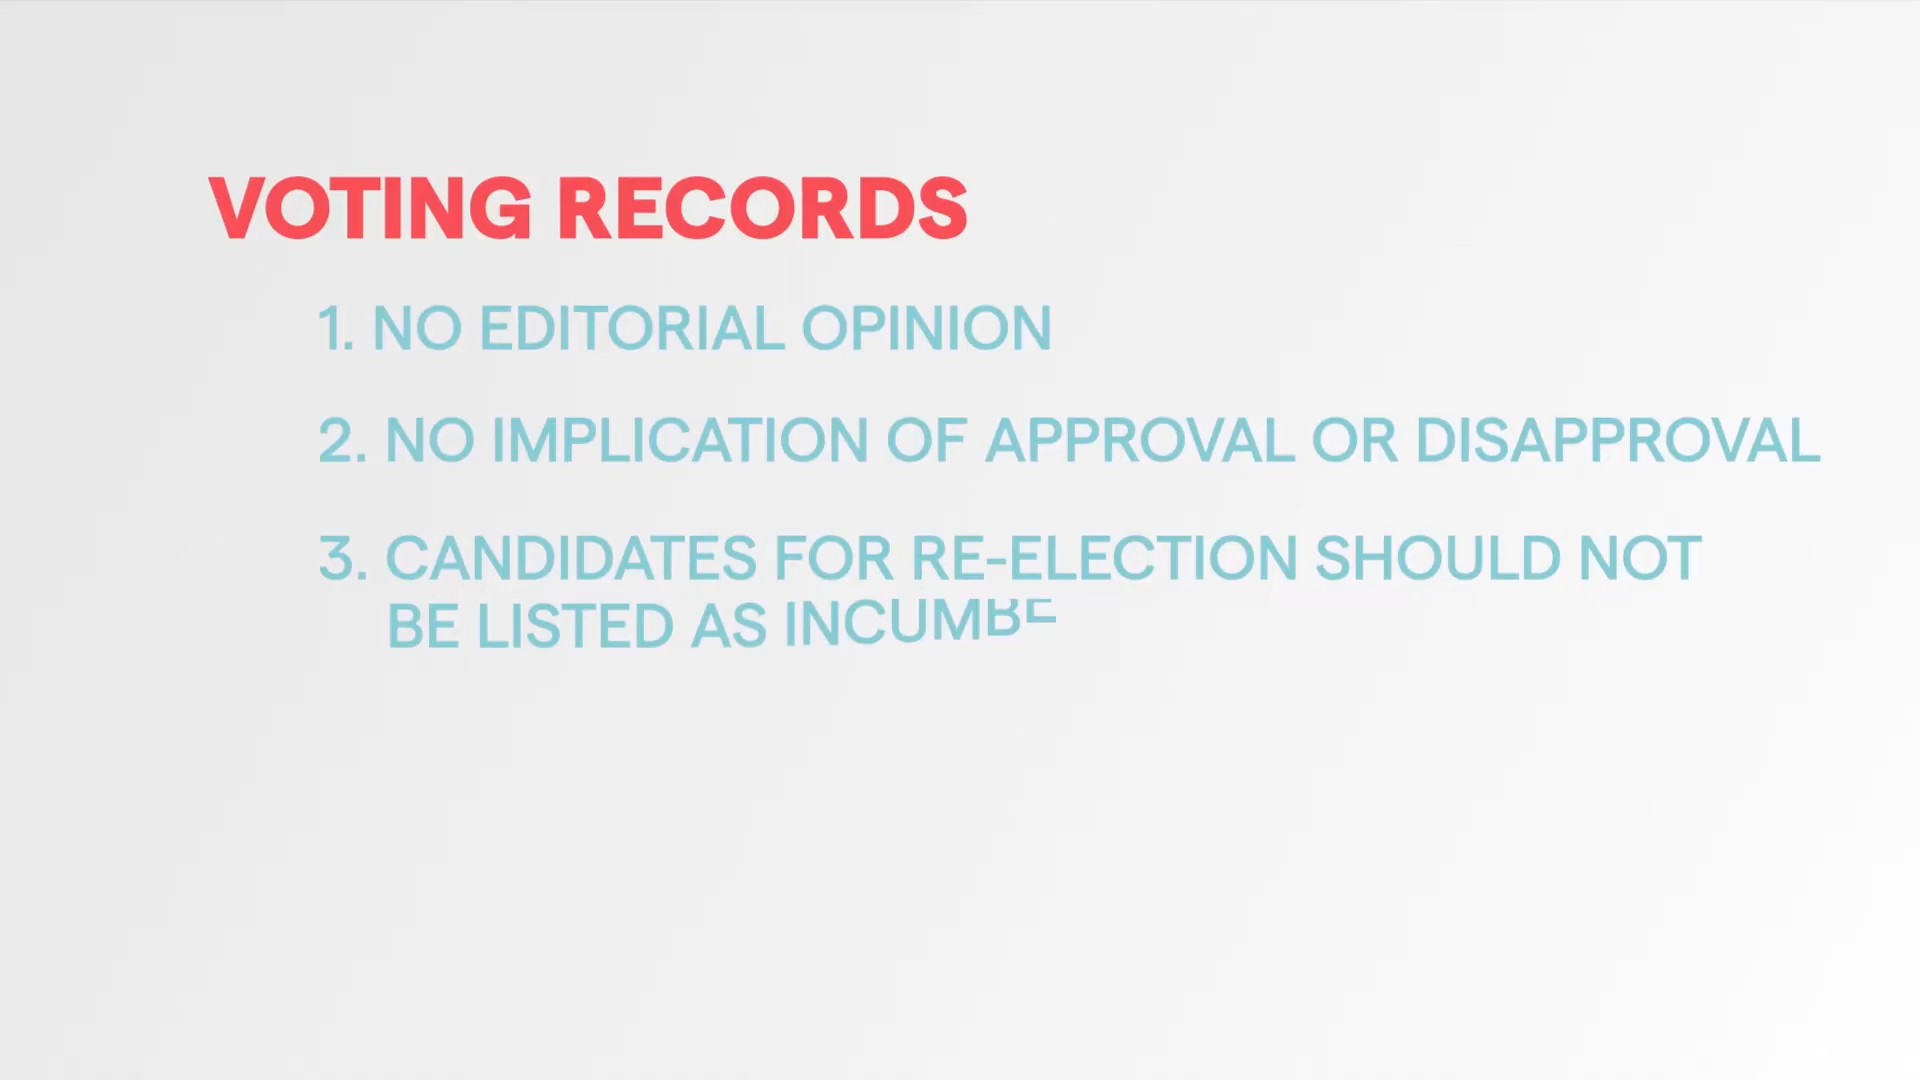 VOTING RECORDS
1. NO EDITORIAL OPINION
2. NO IMPLICATION OF APPROVAL OR DISAPPROVAL
3. CANDIDATES FOR RE-ELECTION SHOULD NOT
BE LISTED AS INCUMBE